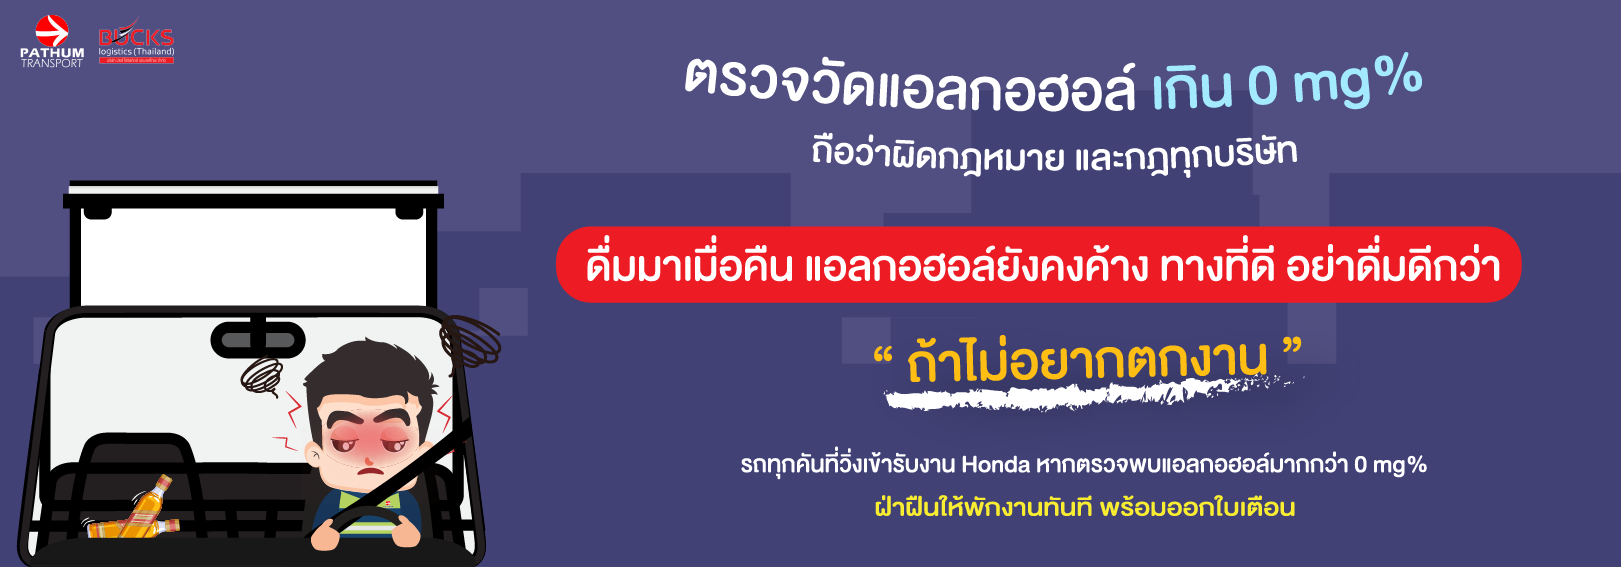 PATHUM
TRANSPORT
BUCKS
logistics (Thailand)
ตรวจวัดแอลกอฮอล์ เกิน 0 mg%
ถือว่าผิดกฎหมาย และกฎทุกบริษัท
ดื่มมาเมื่อคืน แอลกอฮอล์ยังคงค้าง ทางที่ดี อย่าดื่มดีกว่า
“ ถ้าไม่อยากตกงาน ”
รถทุกคันที่วิ่งเข้ารับงาน Honda หากตรวจพบแอลกอฮอล์มากกว่า 0 mg%
ฝ่าฝืนให้พักงานทันที พร้อมออกใบเตือน